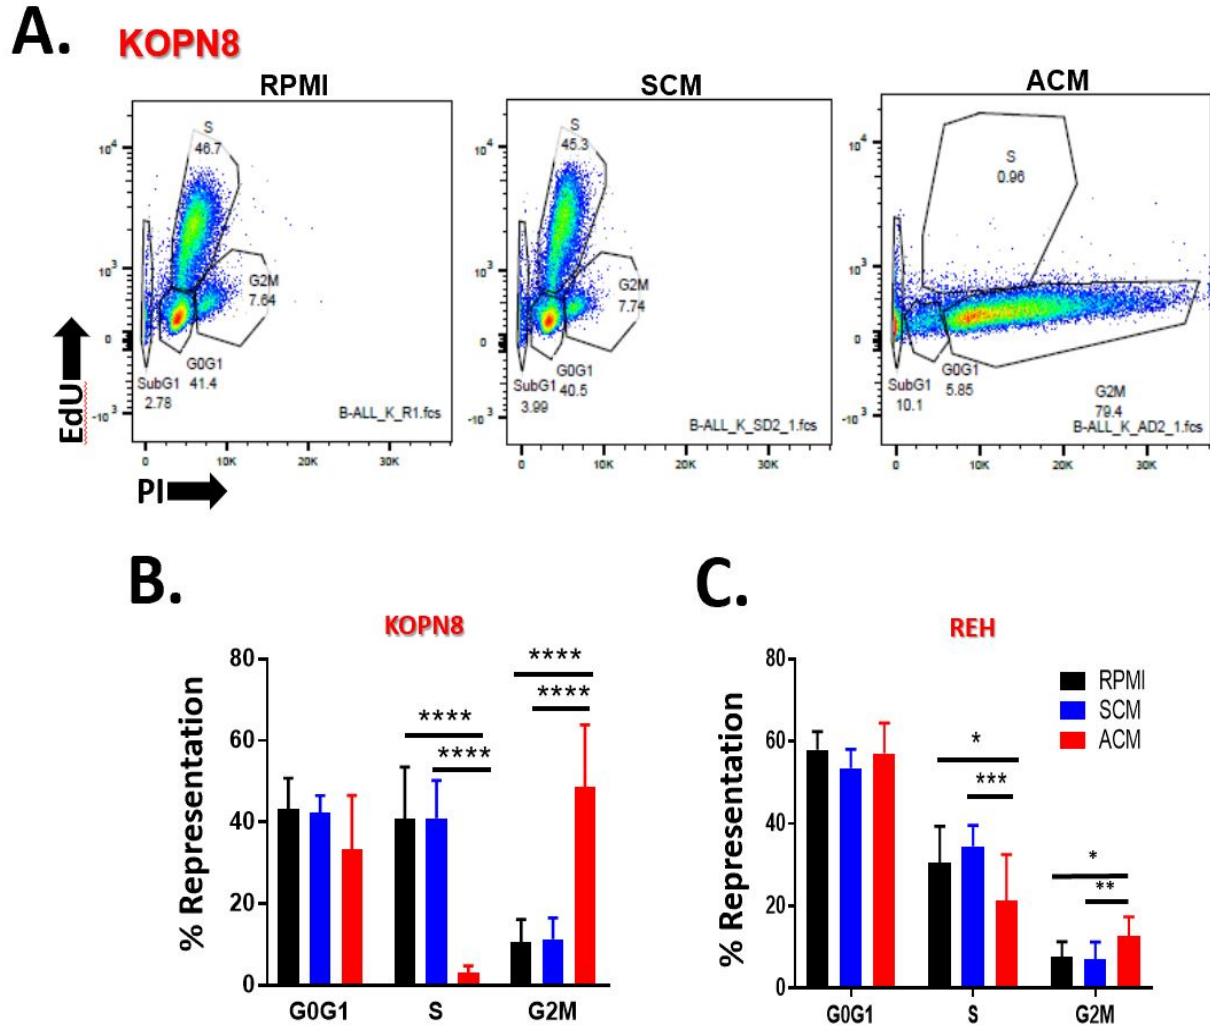 A.
KOPN8
RPMI
SCM
ACM
EdU
PI
10^4
10^3
0
-10^3
S
46.7
G2M
7.64
SubG1
2.78
G0G1
41.4
B-ALL_K_R1.fcs
0
10K
20K
30K
10^4
10^3
0
-10^3
S
45.3
G2M
7.74
SubG1
3.99
G0G1
40.5
B-ALL_K_SD2_1.fcs
0
10K
20K
30K
10^4
10^3
0
-10^3
S
0.96
SubG1
10.1
G0G1
5.85
G2M
79.4
B-ALL_K_AD2_1.fcs
0
10K
20K
30K
B.
KOPN8
% Representation
80
60
40
20
0
****
****
****
****
G0G1
S
G2M
C.
REH
% Representation
80
60
40
20
0
RPMI
SCM
ACM
*
***
*
**
G0G1
S
G2M